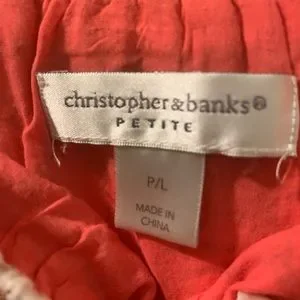 christopher&banks®
PETITE
P/L
MADE IN
CHINA